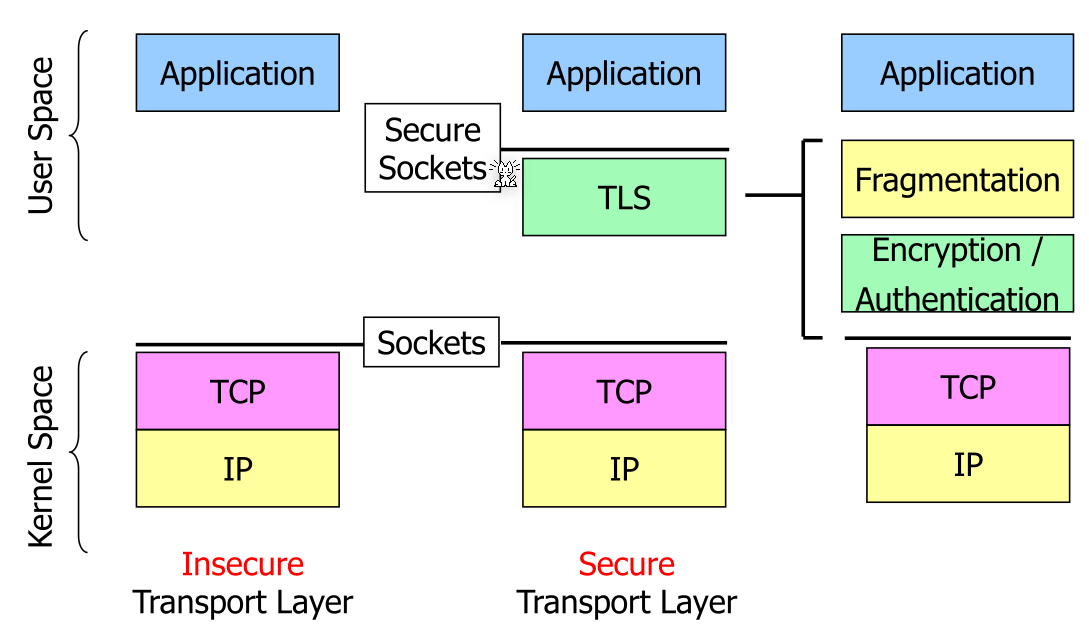 User Space
Application
Application
Application
Secure
Sockets
TLS
Fragmentation
Encryption /
Authentication
Sockets
Kernel Space
TCP
TCP
TCP
IP
IP
IP
Insecure
Transport Layer
Secure
Transport Layer